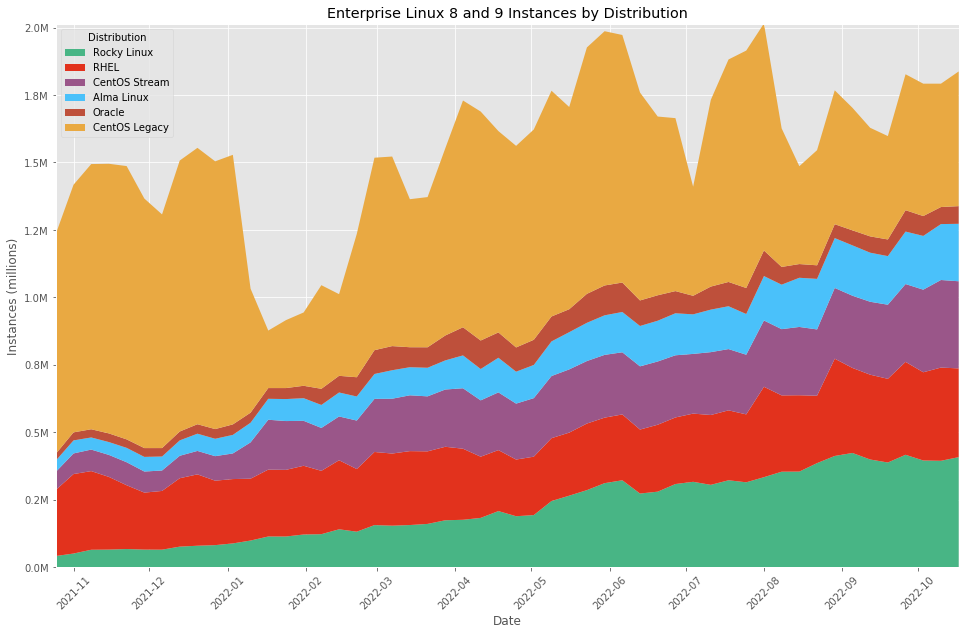 Enterprise Linux 8 and 9 Instances by Distribution
2.0M
1.8M
1.5M
1.2M
1.0M
0.8M
0.5M
0.2M
0.0M
Instances (millions)
Distribution
Rocky Linux
RHEL
CentOS Stream
Alma Linux
Oracle
CentOS Legacy
2021-11
2021-12
2022-01
2022-02
2022-03
2022-04
2022-05
2022-06
2022-07
2022-08
2022-09
2022-10
Date